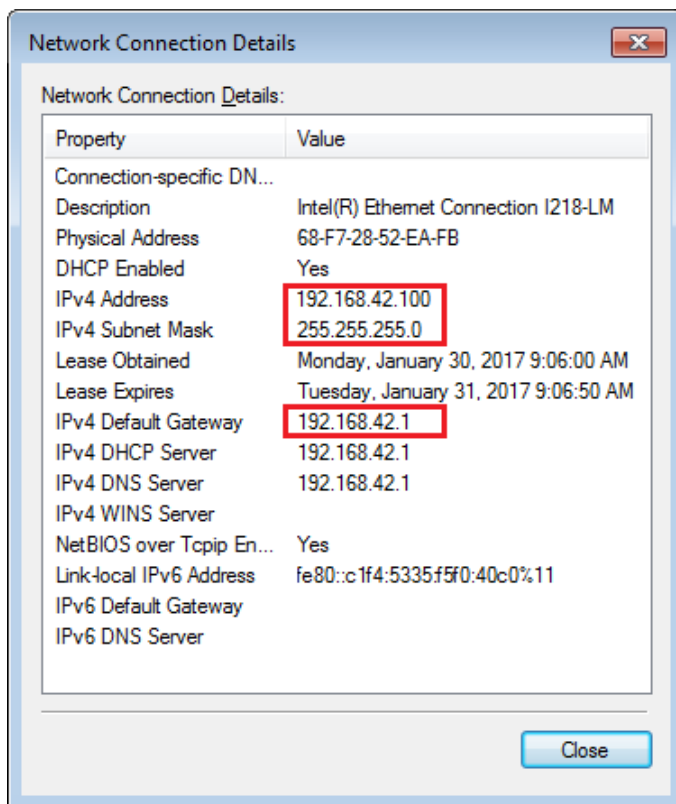 Network Connection Details
Network Connection Details:
Property Value
Connection-specific DN...
Description Intel(R) Ethernet Connection I218-LM
Physical Address 68-F7-28-52-EA-FB
DHCP Enabled Yes
IPv4 Address 192.168.42.100
IPv4 Subnet Mask 255.255.255.0
Lease Obtained Monday, January 30, 2017 9:06:00 AM
Lease Expires Tuesday, January 31, 2017 9:06:50 AM
IPv4 Default Gateway 192.168.42.1
IPv4 DHCP Server 192.168.42.1
IPv4 DNS Server 192.168.42.1
IPv4 WINS Server
NetBIOS over Tcpip En... Yes
Link-local IPv6 Address fe80::c1f4:5335:f5f0:40c0%11
IPv6 Default Gateway
IPv6 DNS Server
Close